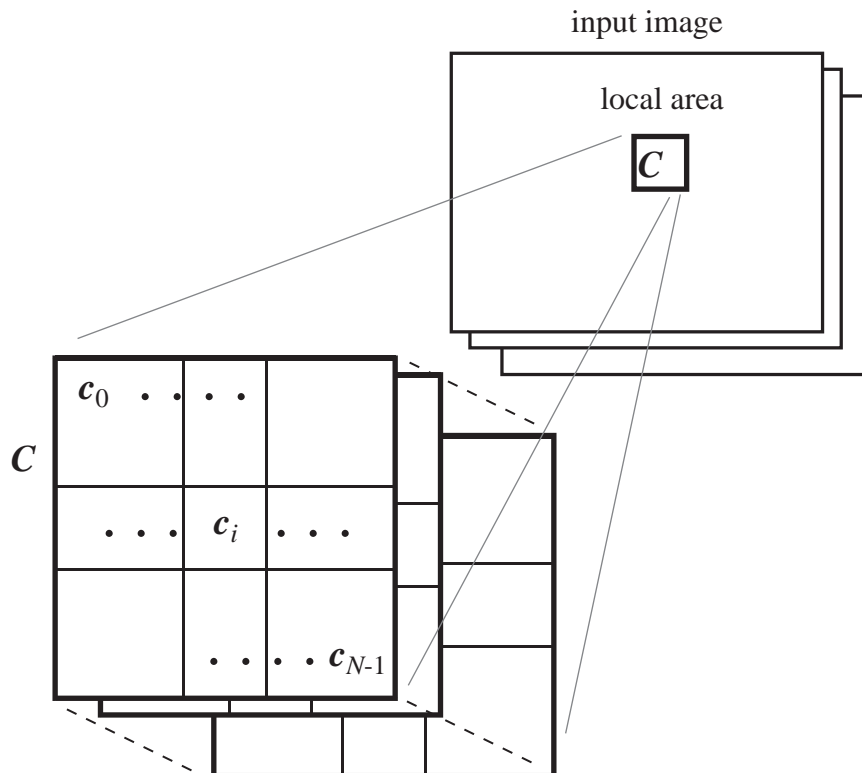 input image
local area
C
c0 . . . .
C
. . . ci . . .
. . . . cN-1